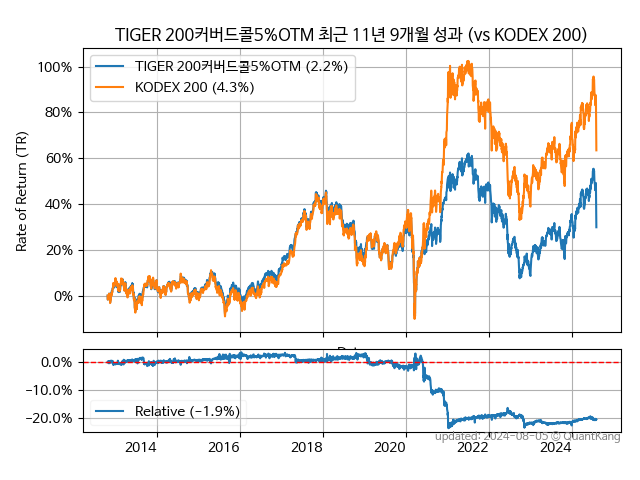 TIGER 200커버드콜5%OTM 최근 11년 9개월 성과 (vs KODEX 200)
TIGER 200커버드콜5%OTM (2.2%)
KODEX 200 (4.3%)
Rate of Return (TR)
100%
80%
60%
40%
20%
0%
0.0%
-10.0%
-20.0%
Relative (-1.9%)
2014 2016 2018 2020 2022 2024
updated: 2024-08-05 © QuantKang